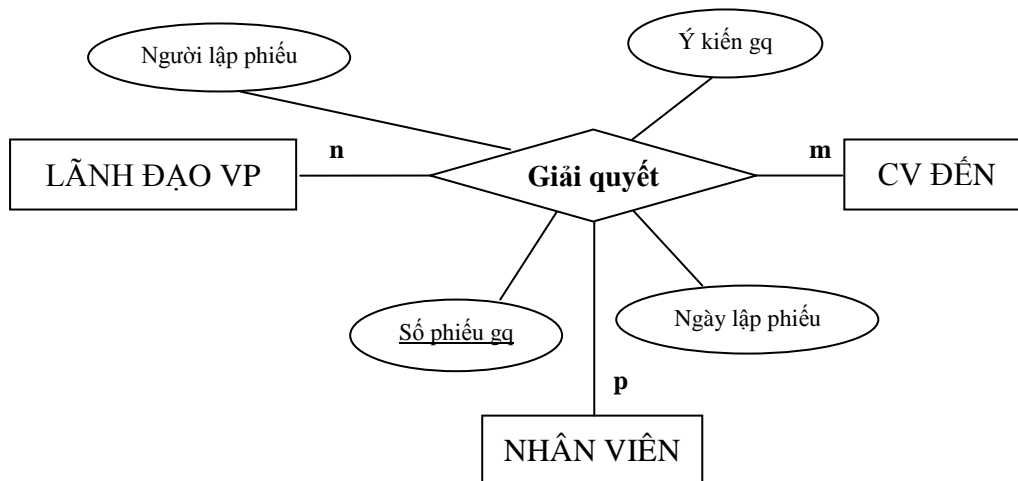 Người lập phiếu
Ý kiến gq
n
m
LÃNH ĐẠO VP
Giải quyết
CV ĐẾN
Số phiếu gq
Ngày lập phiếu
p
NHÂN VIÊN